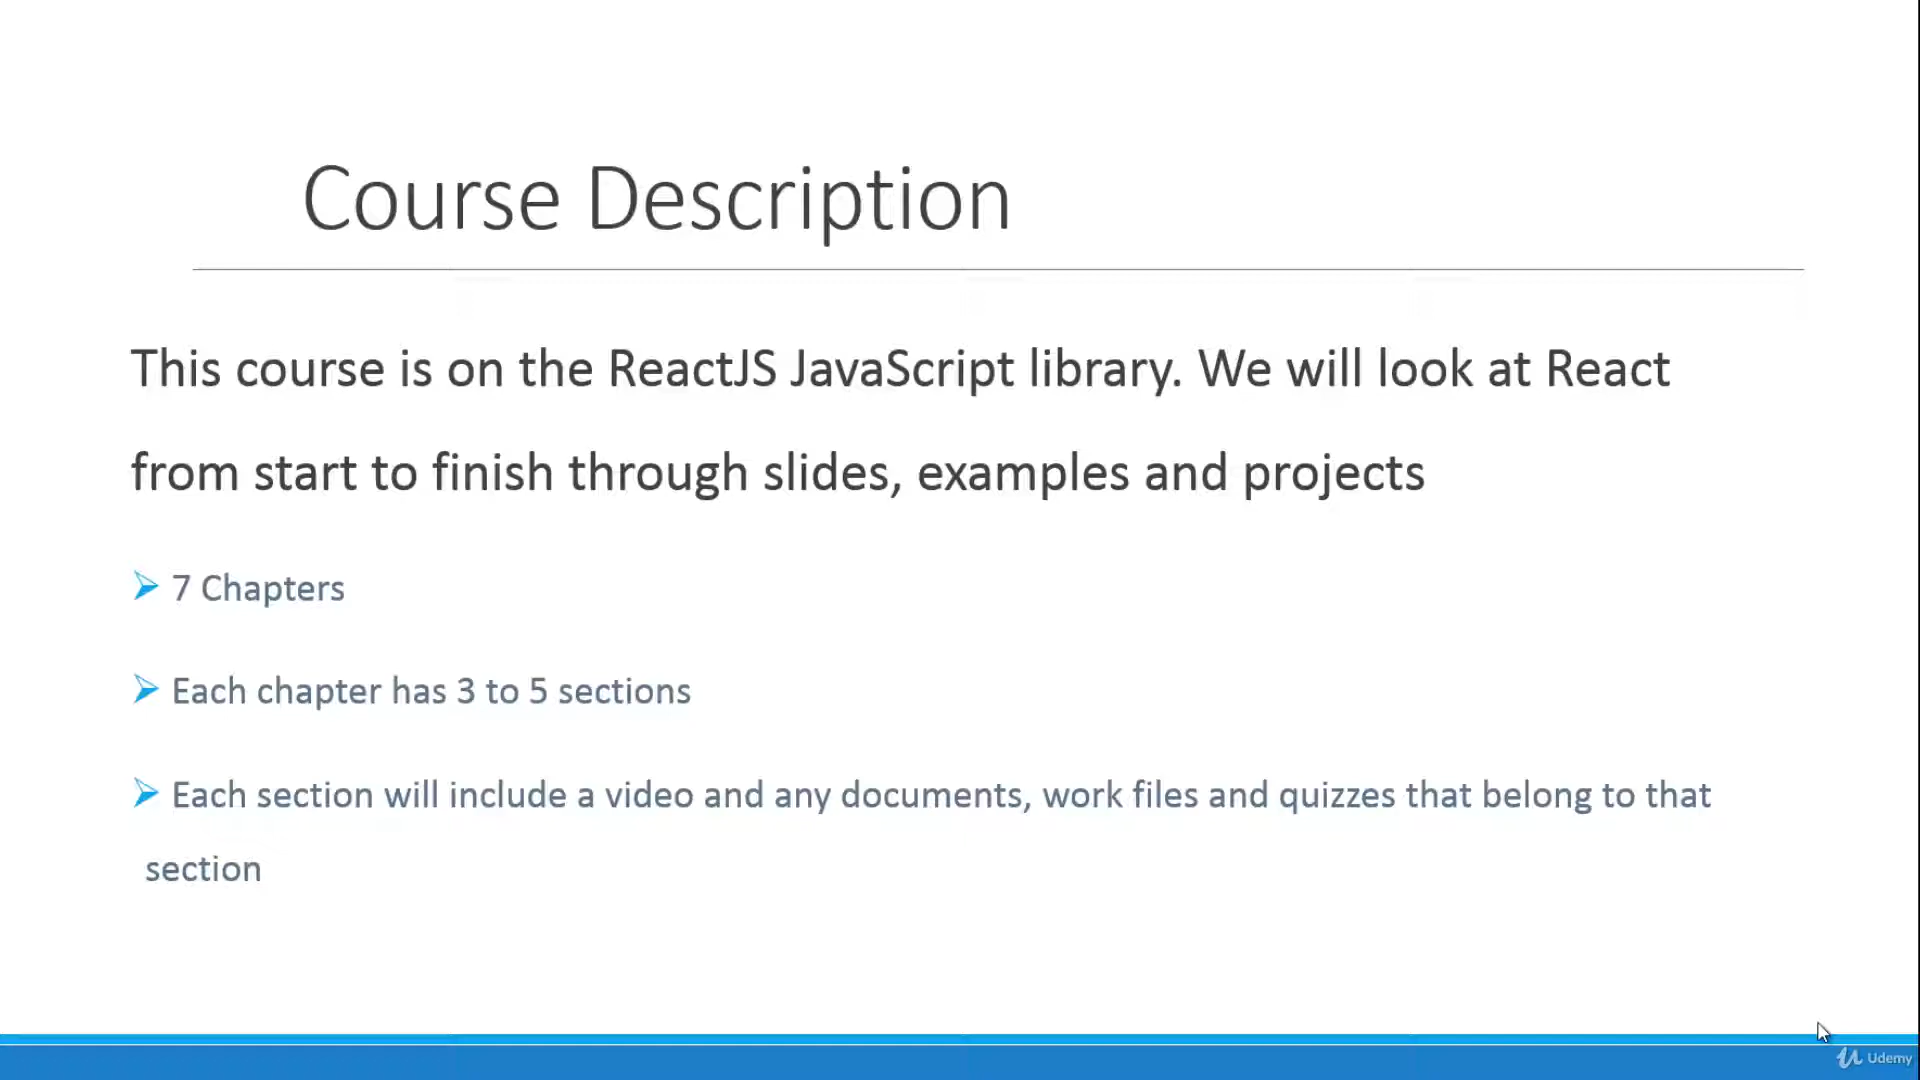 Course Description
This course is on the ReactJS JavaScript library. We will look at React
from start to finish through slides, examples and projects
7 Chapters
Each chapter has 3 to 5 sections
Each section will include a video and any documents, work files and quizzes that belong to that
section
Udemy